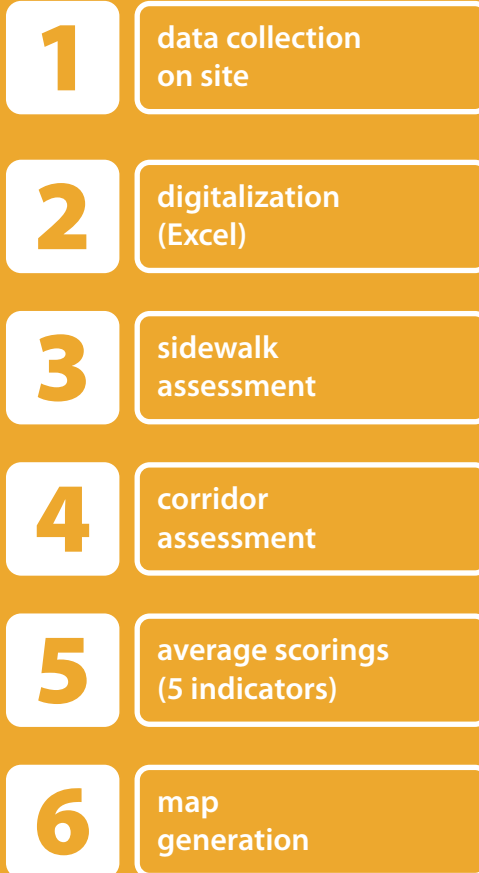 1
data collection
on site
2
digitalization
(Excel)
3
sidewalk
assessment
4
corridor
assessment
5
average scorings
(5 indicators)
6
map
generation